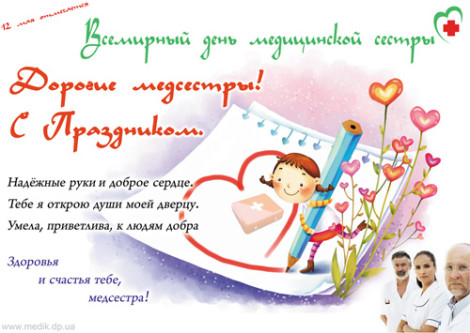 12 мая отмечается
Всемирный день медицинской сестры
Дорогие медсестры!
С Праздником.
Надёжные руки и доброе сердце.
Тебе я открою души моей дверцу.
Умела, приветлива, к людям добра
Здоровья
и счастья тебе,
медсестра!
www.medik.dp.ua